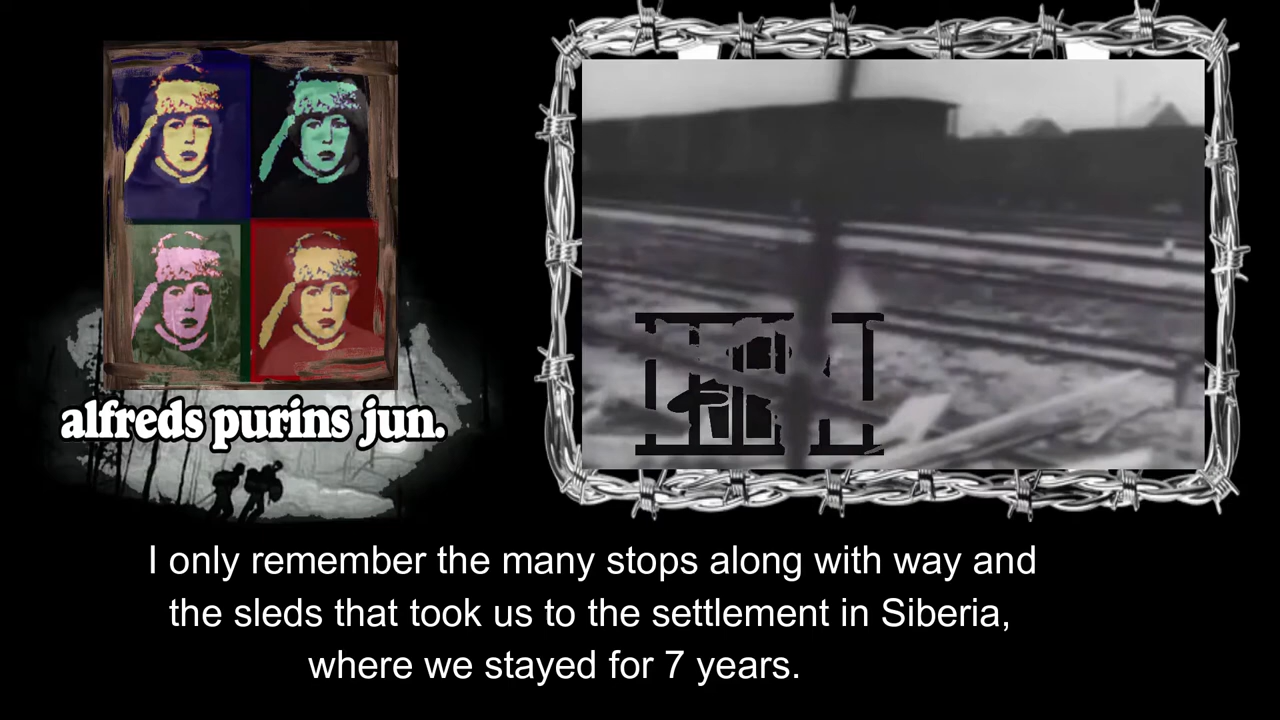 alfreds purins jun.
I only remember the many stops along with way and
the sleds that took us to the settlement in Siberia,
where we stayed for 7 years.